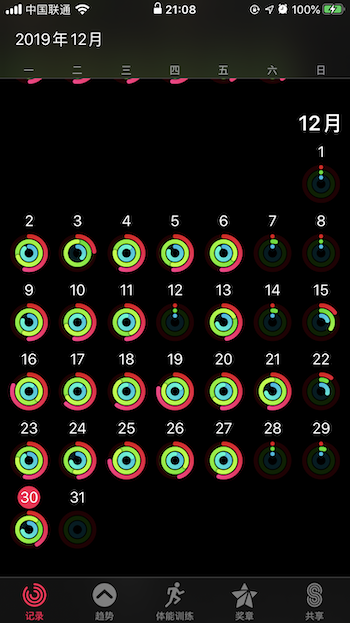 中国联通 21:08 100%
2019年12月
一 二 三 四 五 六 日
12月
1
2 3 4 5 6 7 8
9 10 11 12 13 14 15
16 17 18 19 20 21 22
23 24 25 26 27 28 29
30 31
记录 趋势 体能训练 奖章 共享